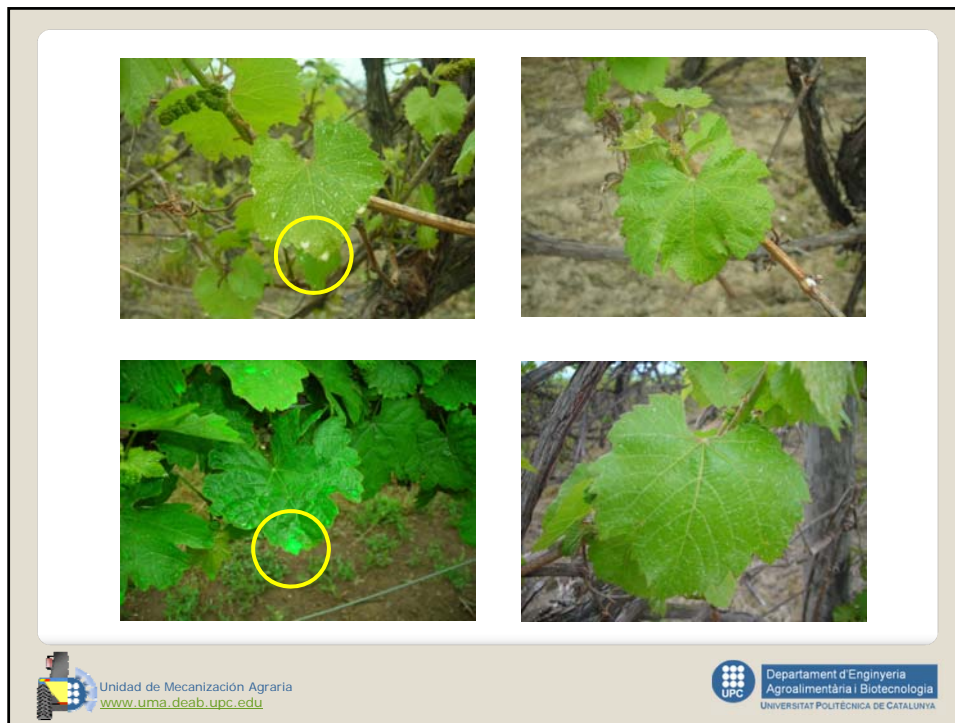 Unidad de Mecanización Agraria
www.uma.deab.upc.edu
UPC
Departament d'Enginyeria
Agroalimentària i Biotecnologia
UNIVERSITAT POLITÈCNICA DE CATALUNYA